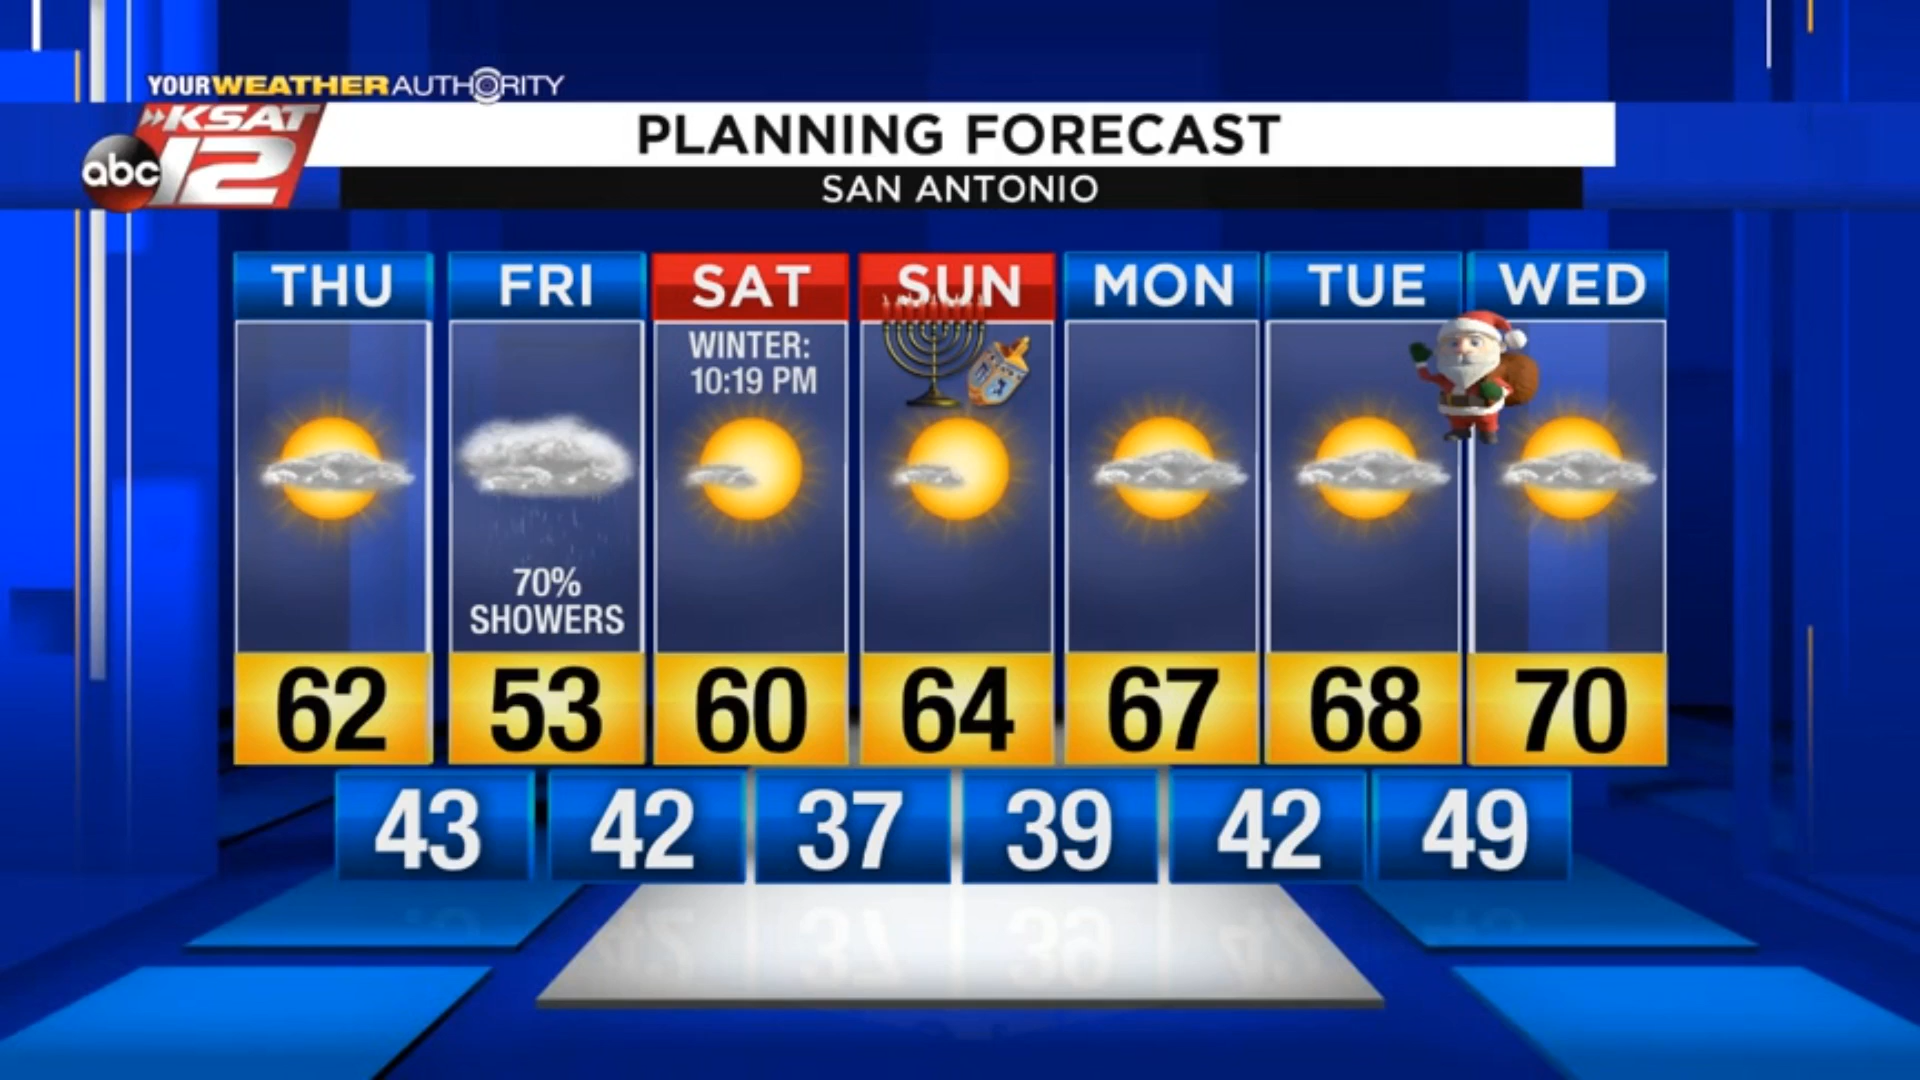 YOURWEATHERAUTHORITY
KSAT
abc 12
PLANNING FORECAST
SAN ANTONIO
THU FRI SAT SUN MON TUE WED
WINTER:
10:19 PM
70%
SHOWERS
62 53 60 64 67 68 70
43 42 37 39 42 49